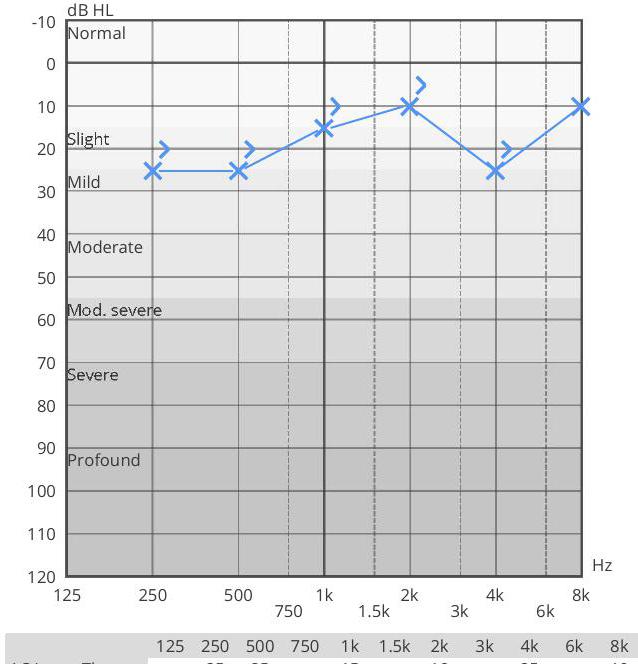 dB HL
-10
Normal
0
10
Slight
20
Mild
30
40
Moderate
50
Mod. severe
60
70
Severe
80
90
Profound
100
110
120
Hz
125 250 500 1k 2k 4k 8k
750 1.5k 3k 6k
125 250 500 750 1k 1.5k 2k 3k 4k 6k 8k